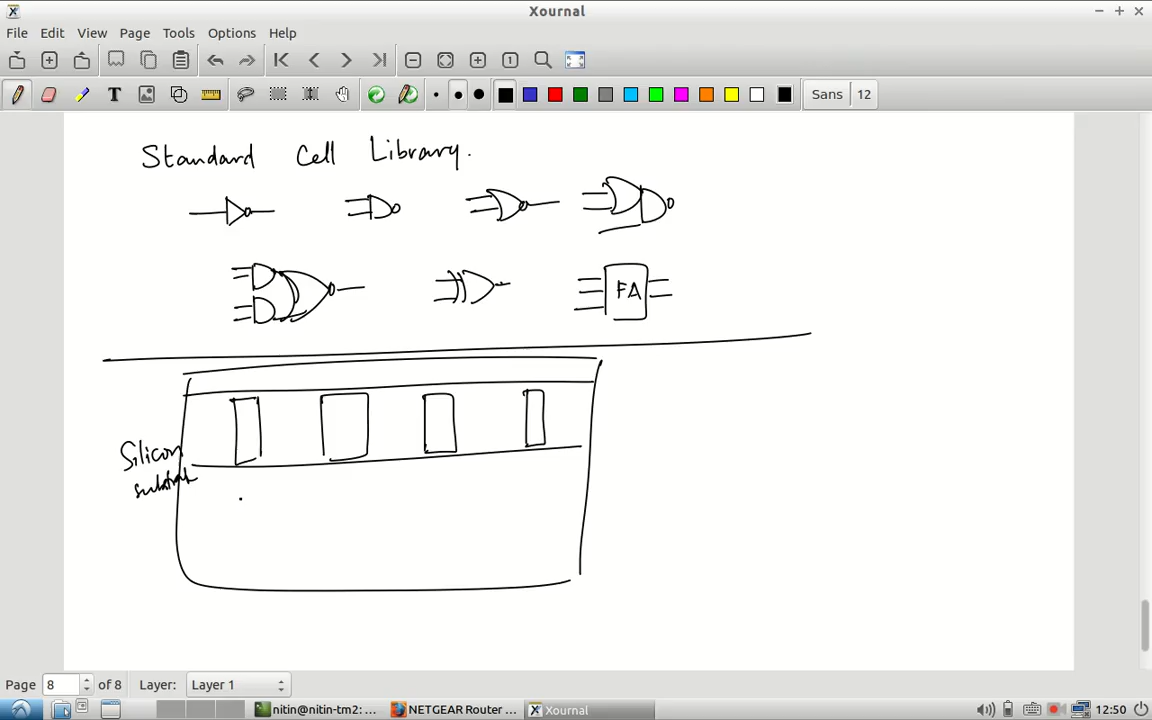 Xournal
File Edit View Page Tools Options Help
Sans 12
Standard Cell Library.
FA
Silicon
Page 8 of 8 Layer: Layer 1
nitin@nitin-tm2: ... NETGEAR Router ... Xournal 12:50